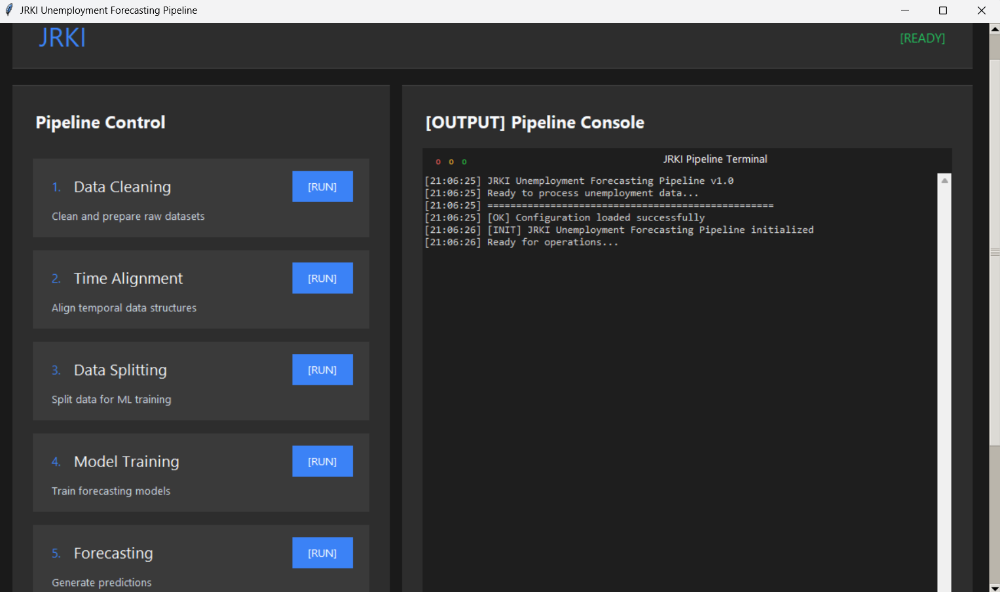 JRKI Unemployment Forecasting Pipeline
JRKI
[READY]
Pipeline Control
1. Data Cleaning
[RUN]
Clean and prepare raw datasets
2. Time Alignment
[RUN]
Align temporal data structures
3. Data Splitting
[RUN]
Split data for ML training
4. Model Training
[RUN]
Train forecasting models
5. Forecasting
[RUN]
Generate predictions
[OUTPUT] Pipeline Console
o o o
JRKI Pipeline Terminal
[21:06:25] JRKI Unemployment Forecasting Pipeline v1.0
[21:06:25] Ready to process unemployment data...
[21:06:25] ==================================================
[21:06:25] [OK] Configuration loaded successfully
[21:06:26] [INIT] JRKI Unemployment Forecasting Pipeline initialized
[21:06:26] Ready for operations...